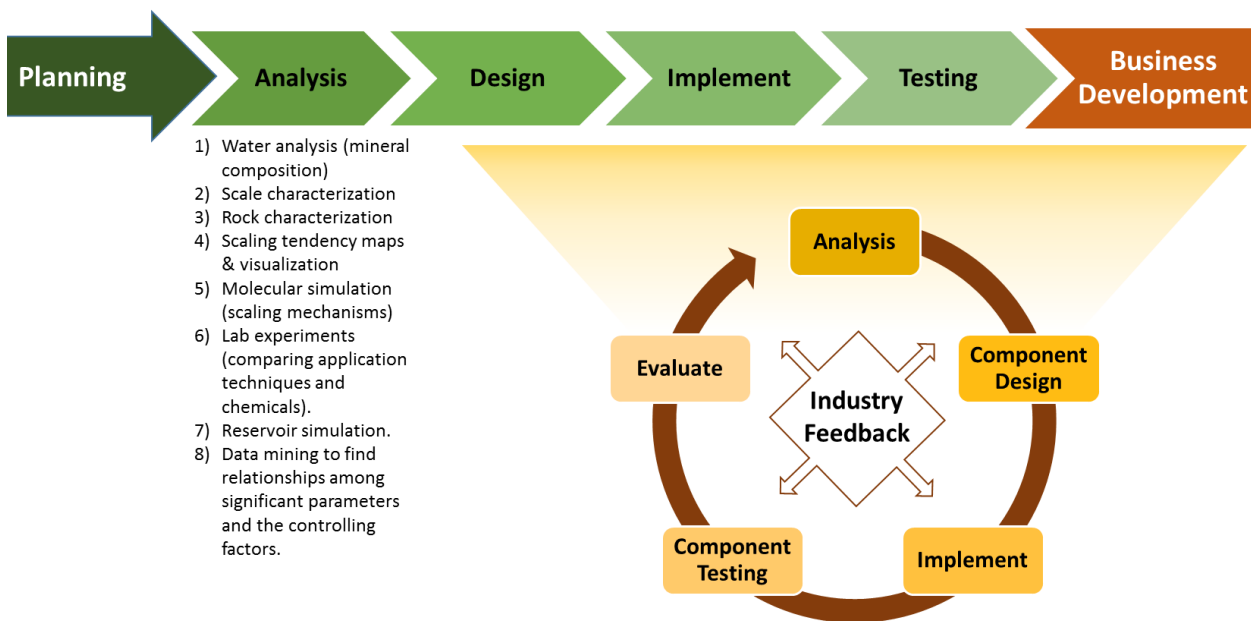 Planning
Analysis
Design
Implement
Testing
Business
Development
1) Water analysis (mineral
composition)
2) Scale characterization
3) Rock characterization
4) Scaling tendency maps
& visualization
5) Molecular simulation
(scaling mechanisms)
6) Lab experiments
(comparing application
techniques and
chemicals).
7) Reservoir simulation.
8) Data mining to find
relationships among
significant parameters
and the controlling
factors.
Analysis
Component
Design
Implement
Component
Testing
Evaluate
Industry
Feedback